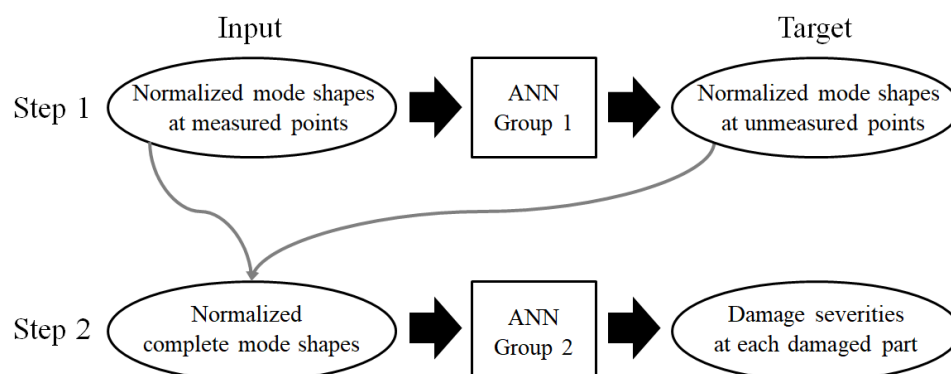 Input
Target
Step 1
Normalized mode shapes
at measured points
ANN
Group 1
Normalized mode shapes
at unmeasured points
Step 2
Normalized
complete mode shapes
ANN
Group 2
Damage severities
at each damaged part